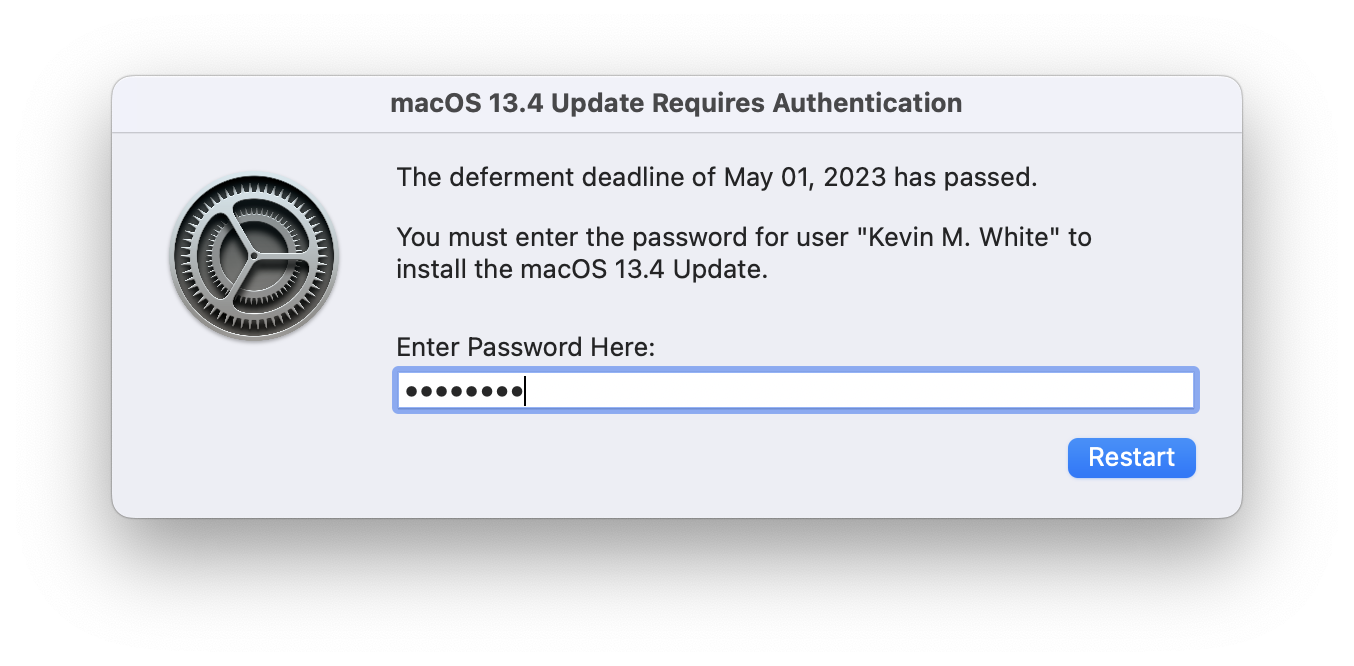 macOS 13.4 Update Requires Authentication
The deferment deadline of May 01, 2023 has passed.
You must enter the password for user "Kevin M. White" to
install the macOS 13.4 Update.
Enter Password Here:
••••••••
Restart